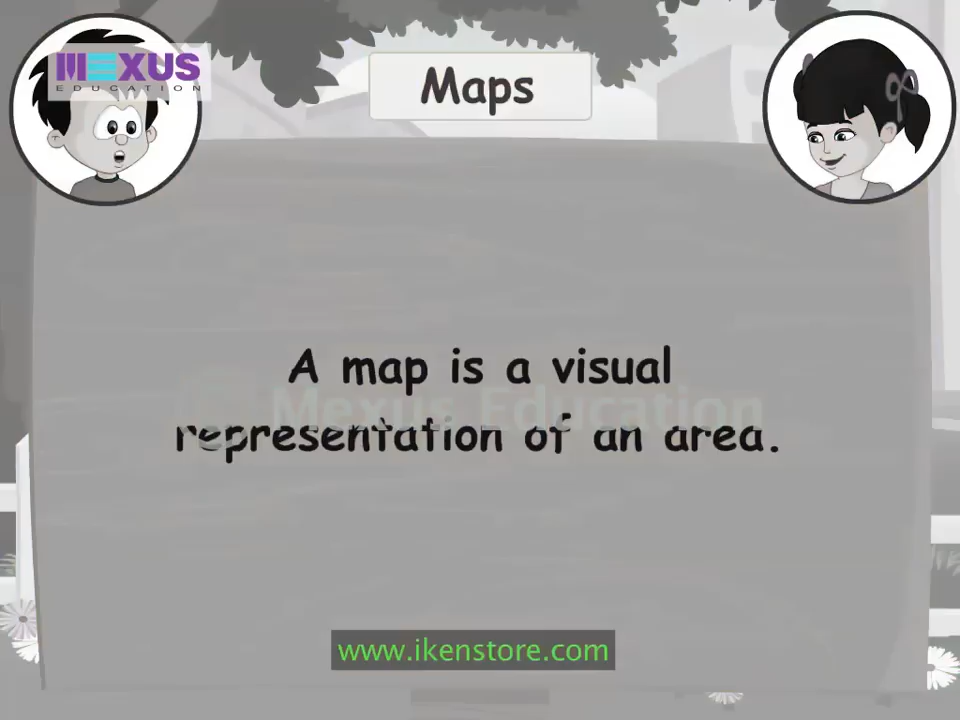 MEXUS
EDUCATION
Maps
A map is a visual
Mexus Education
representation of an area.
www.ikenstore.com